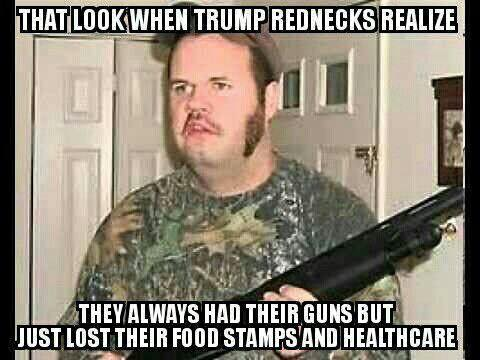 THAT LOOK WHEN TRUMP REDNECKS REALIZE
THEY ALWAYS HAD THEIR GUNS BUT
JUST LOST THEIR FOOD STAMPS AND HEALTHCARE